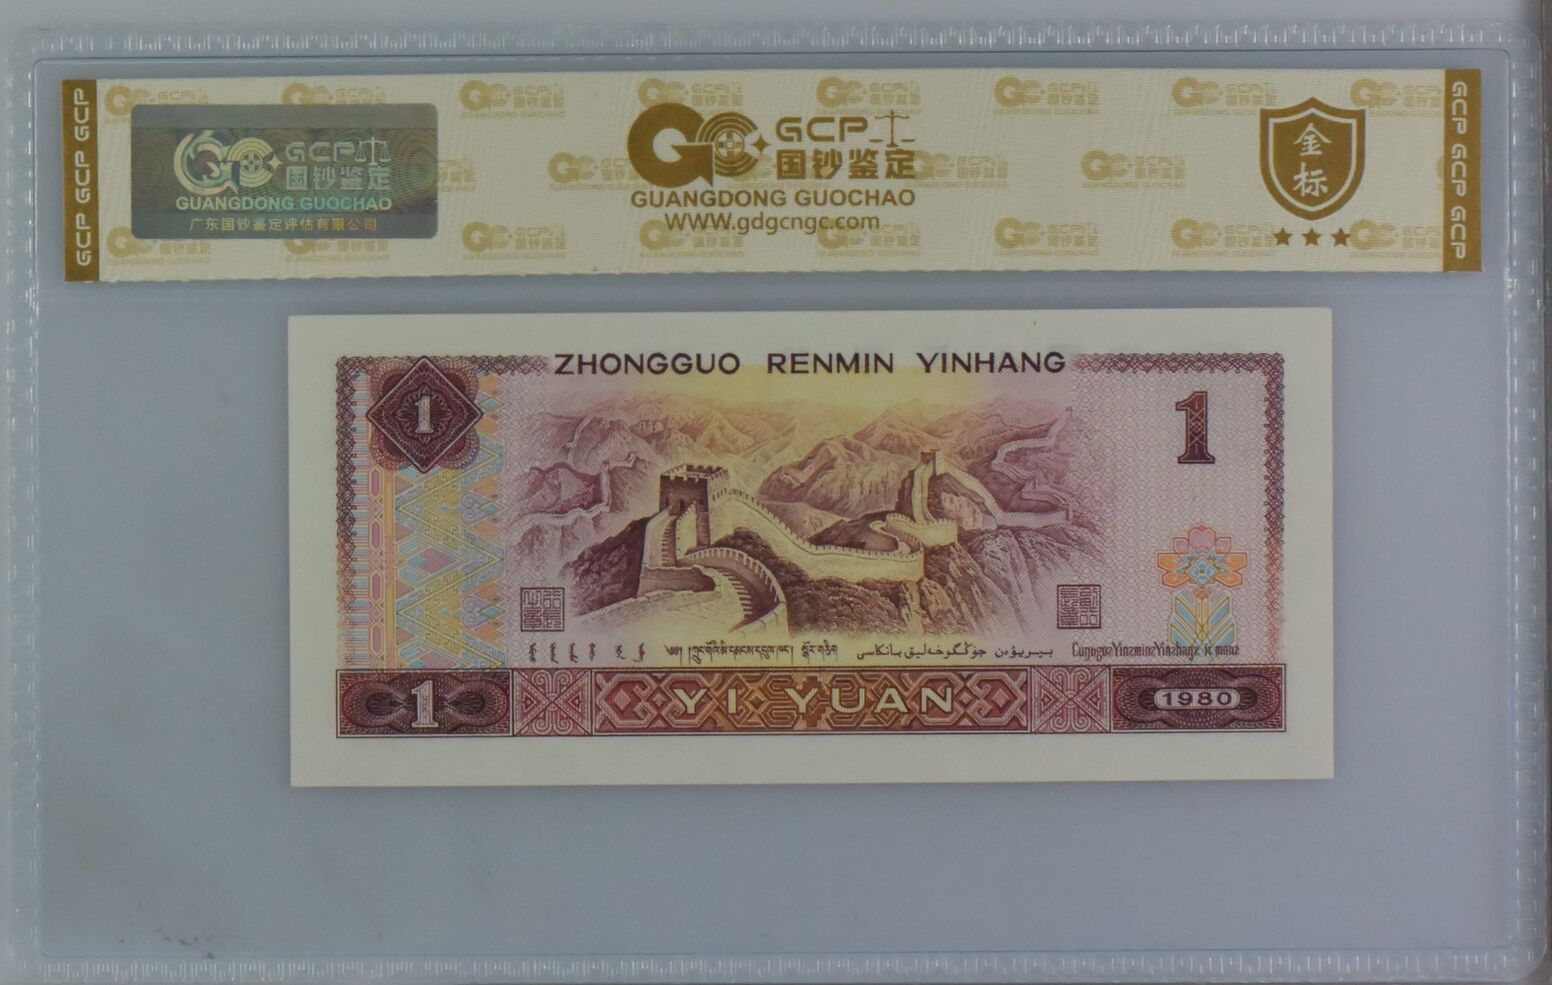 GCP GCP GCP
GCP 国钞鉴定
GUANGDONG GUOCHAO
广东国钞鉴定评估有限公司
GCP
国钞鉴定
GUANGDONG GUOCHAO
WWW.gdgcngc.com
金标
GCP GCP GCP
ZHONGGUO RENMIN YINHANG
1
1
1
YI YUAN
1980